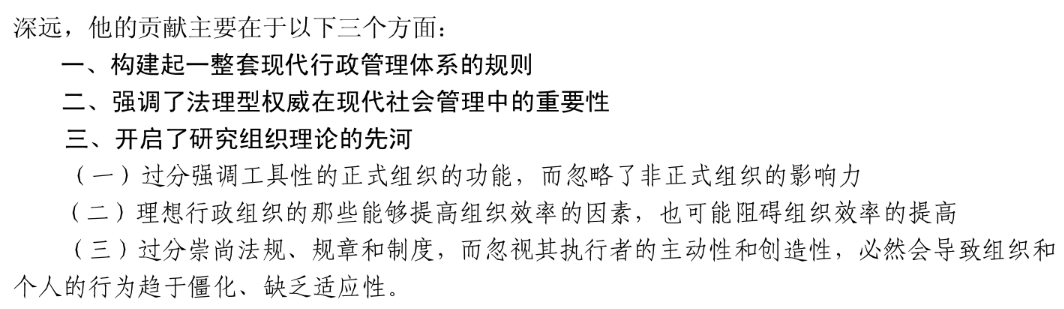 深远，他的贡献主要在于以下三个方面：
一、构建起一整套现代行政管理体系的规则
二、强调了法理型权威在现代社会管理中的重要性
三、开启了研究组织理论的先河
（一）过分强调工具性的正式组织的功能，而忽略了非正式组织的影响力
（二）理想行政组织的那些能够提高组织效率的因素，也可能阻碍组织效率的提高
（三）过分崇尚法规、规章和制度，而忽视其执行者的主动性和创造性，必然会导致组织和
个人的行为趋于僵化、缺乏适应性。